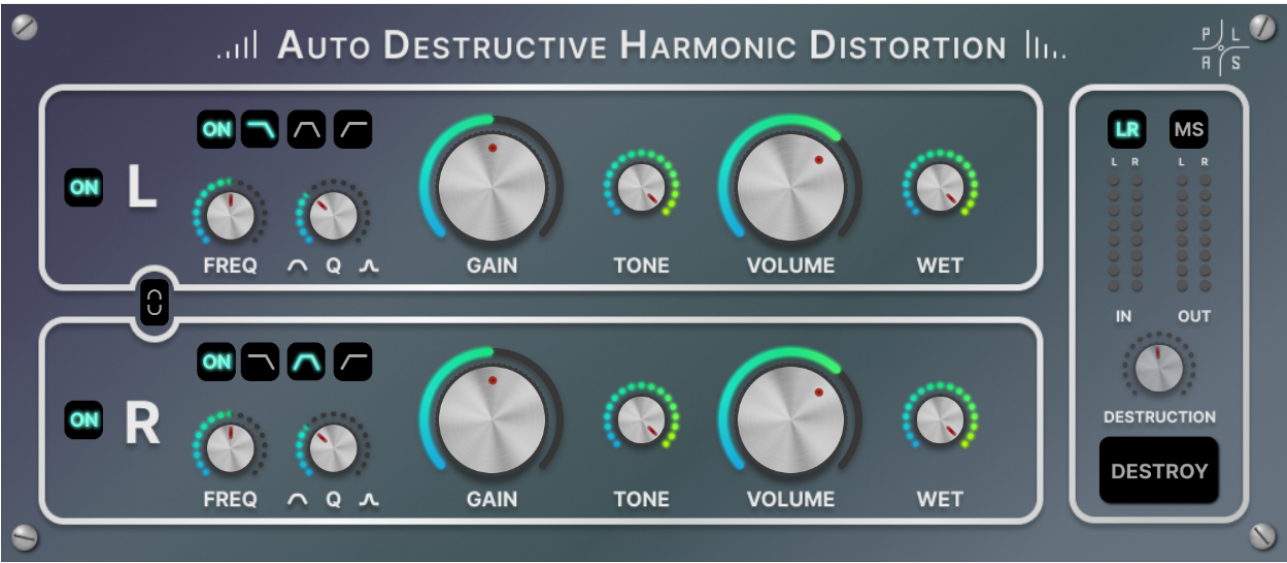 AUTO DESTRUCTIVE HARMONIC DISTORTION
P L
R S
ON
ON L
FREQ Q GAIN TONE VOLUME WET
ON
ON R
FREQ Q GAIN TONE VOLUME WET
LR MS
L R L R
IN OUT
DESTRUCTION
DESTROY